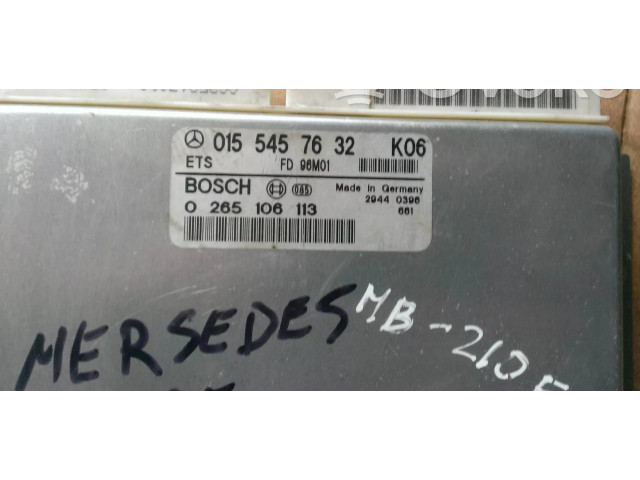 015 545 76 32 K06
ETS FD 96M01
BOSCH 065 Made in Germany
0 265 106 113 2944 0396
661
MERSEDES MB-210